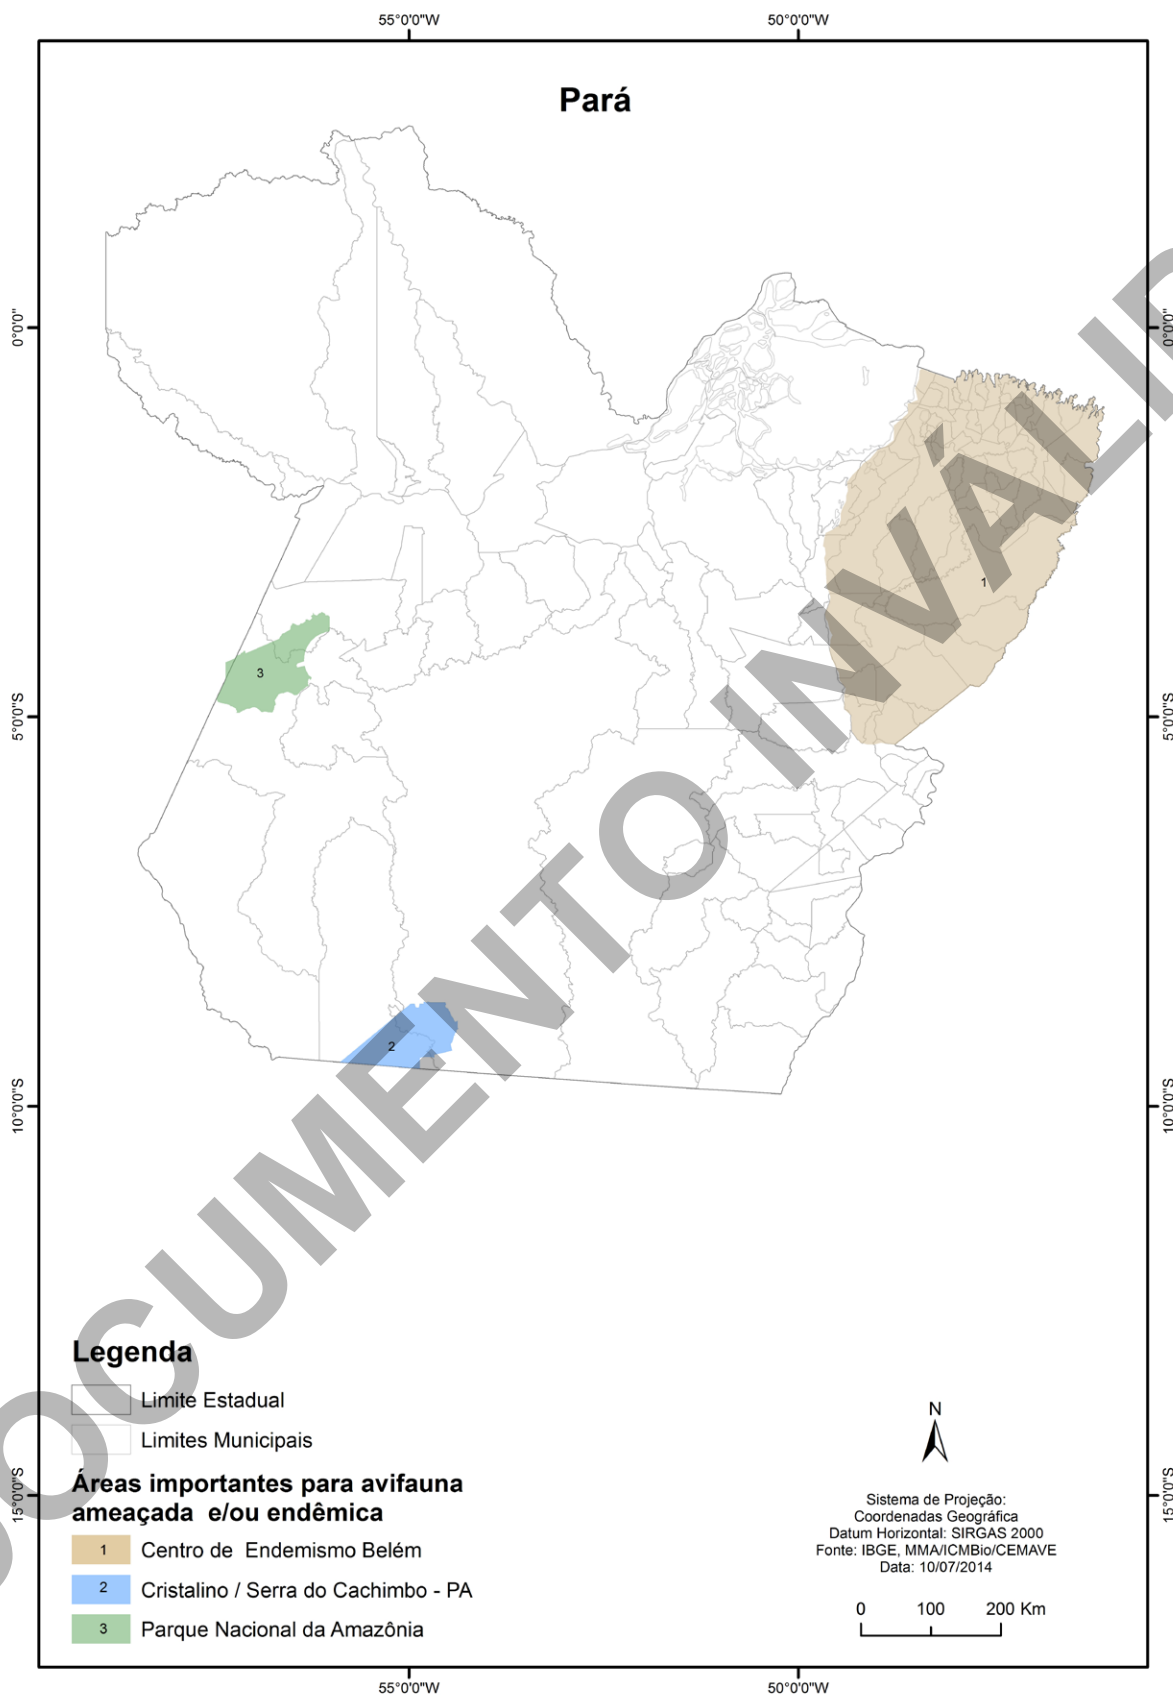 55°0'0"W
50°0'0"W
Pará
0°0'0"
0°0'0"
1
3
5°0'0"S
5°0'0"S
2
10°0'0"S
10°0'0"S
DOCUMENTO INVÁLID
Legenda
Limite Estadual
Limites Municipais
Áreas importantes para avifauna
ameaçada e/ou endêmica
1 Centro de Endemismo Belém
2 Cristalino / Serra do Cachimbo - PA
3 Parque Nacional da Amazônia
15°0'0"S
15°0'0"S
N
Sistema de Projeção:
Coordenadas Geográfica
Datum Horizontal: SIRGAS 2000
Fonte: IBGE, MMA/ICMBio/CEMAVE
Data: 10/07/2014
0 100 200 Km
55°0'0"W
50°0'0"W